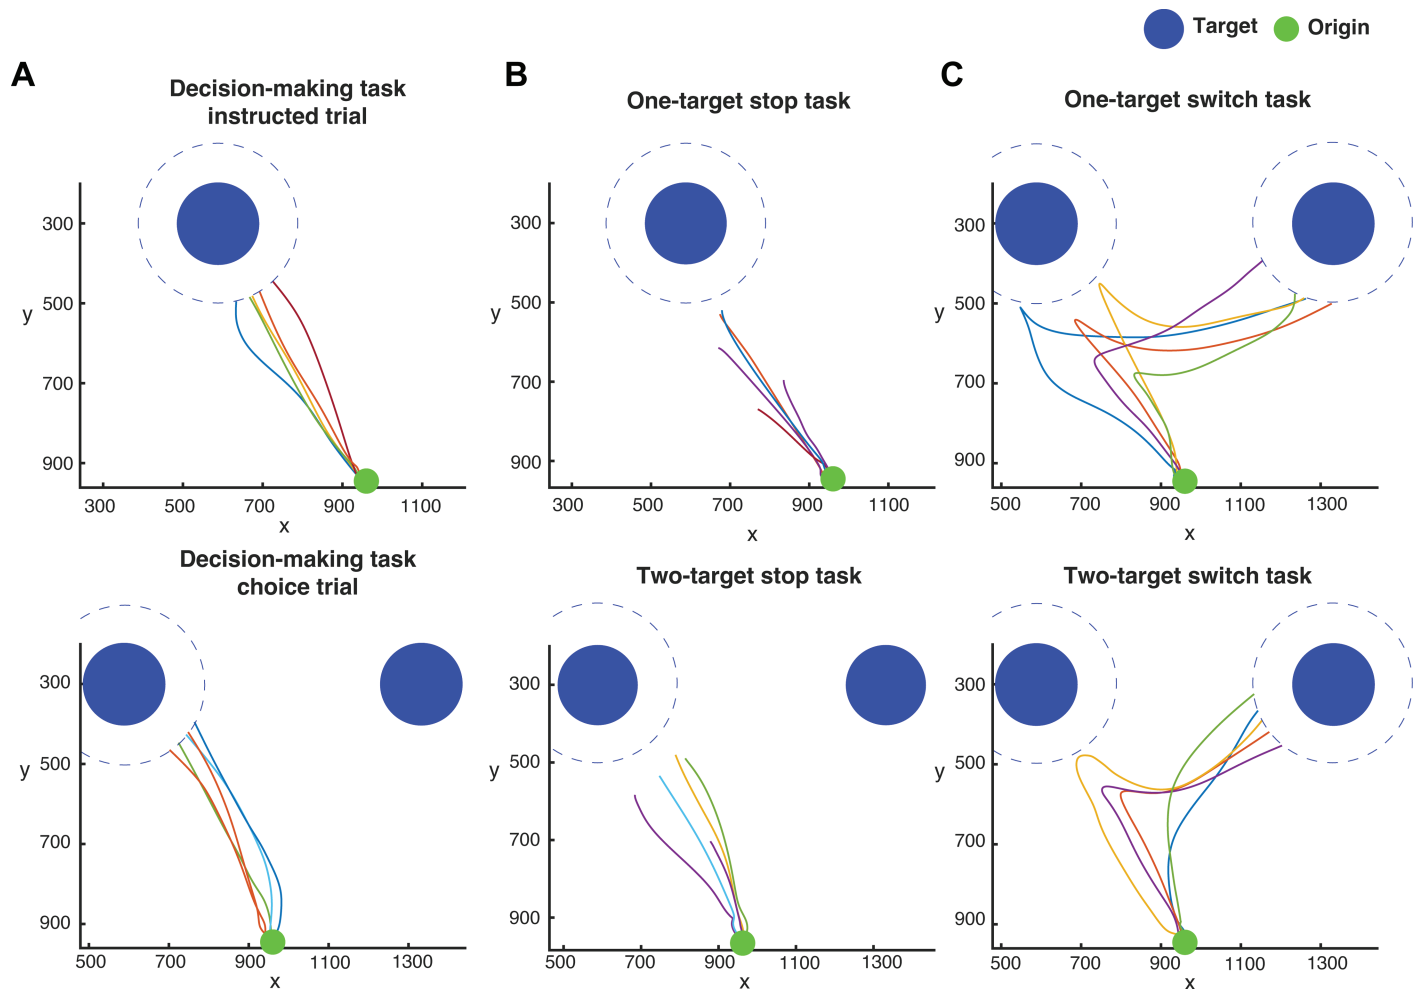 Target Origin
A B C
Decision-making task
instructed trial
One-target stop task
One-target switch task
300
500
700
900
y
300 500 700 900 1100
x
300
500
700
900
y
300 500 700 900 1100
x
300
500
700
900
y
500 700 900 1100 1300
x
Decision-making task
choice trial
Two-target stop task
Two-target switch task
300
500
700
900
y
500 700 900 1100 1300
x
300
500
700
900
y
500 700 900 1100 1300
x
300
500
700
900
y
500 700 900 1100 1300
x